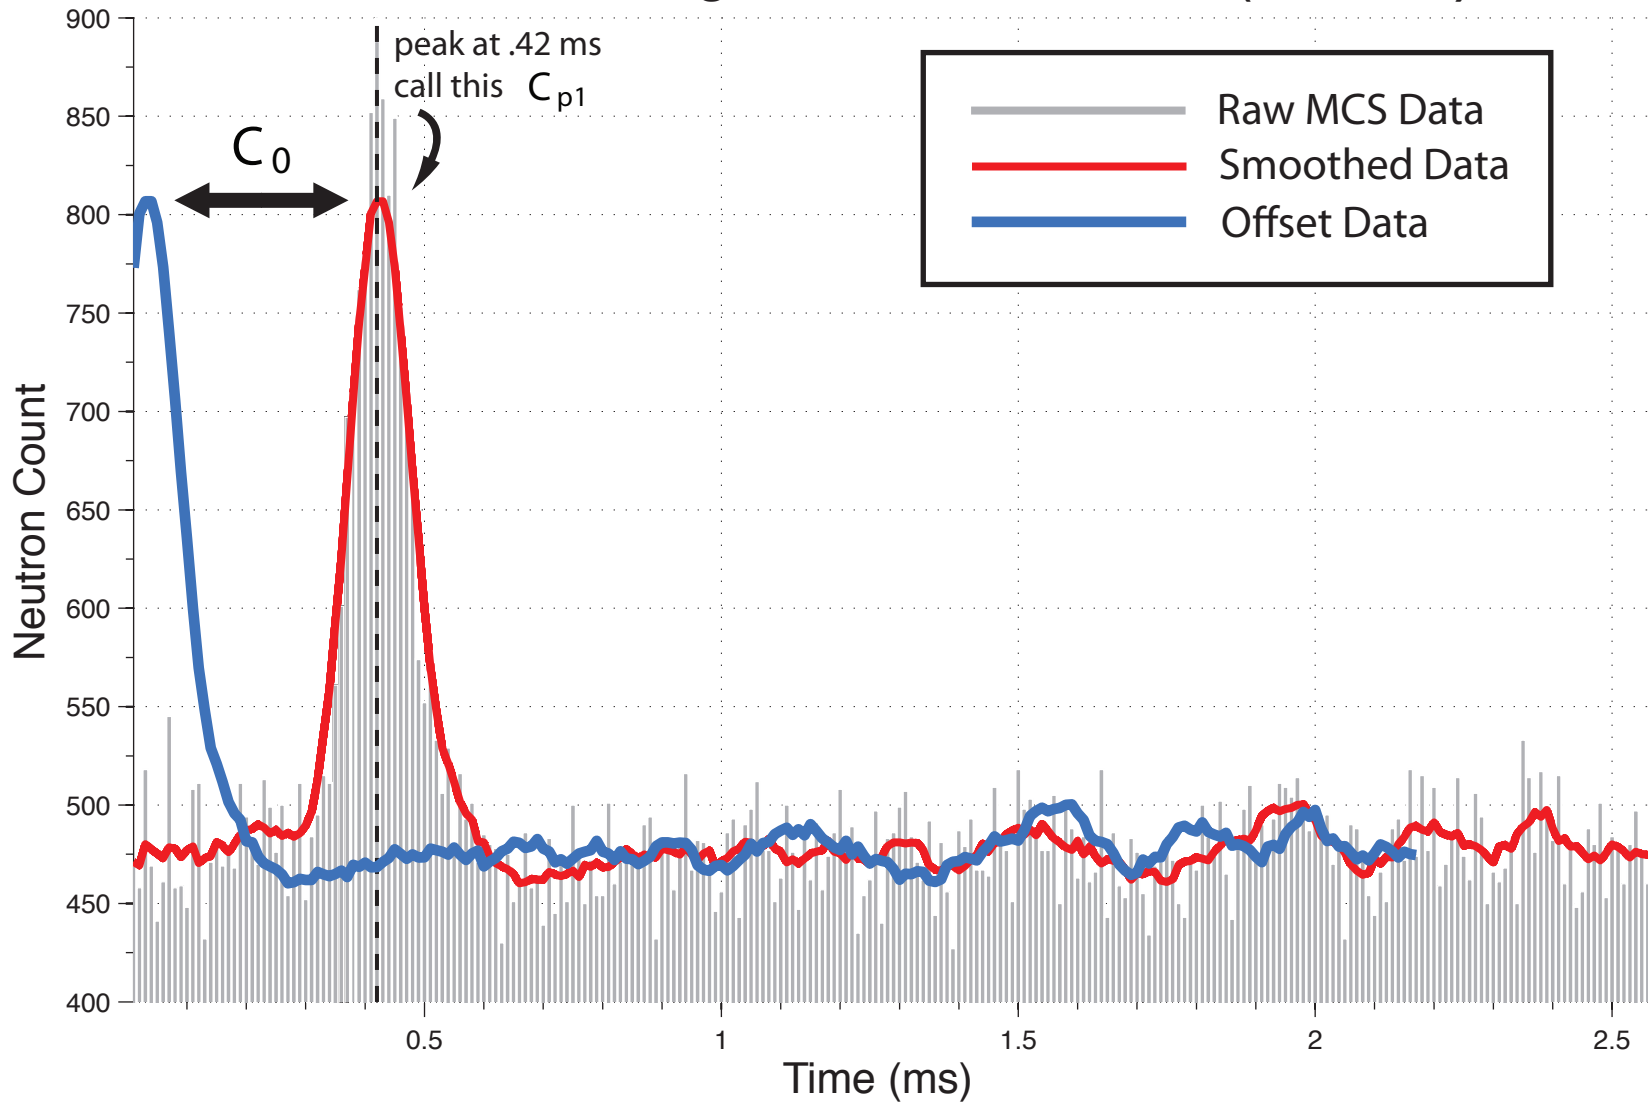 900
peak at .42 ms
call this C p1
850
C 0
800
750
700
650
600
550
500
450
400
Neutron Count
Raw MCS Data
Smoothed Data
Offset Data
0.5 1 1.5 2 2.5
Time (ms)